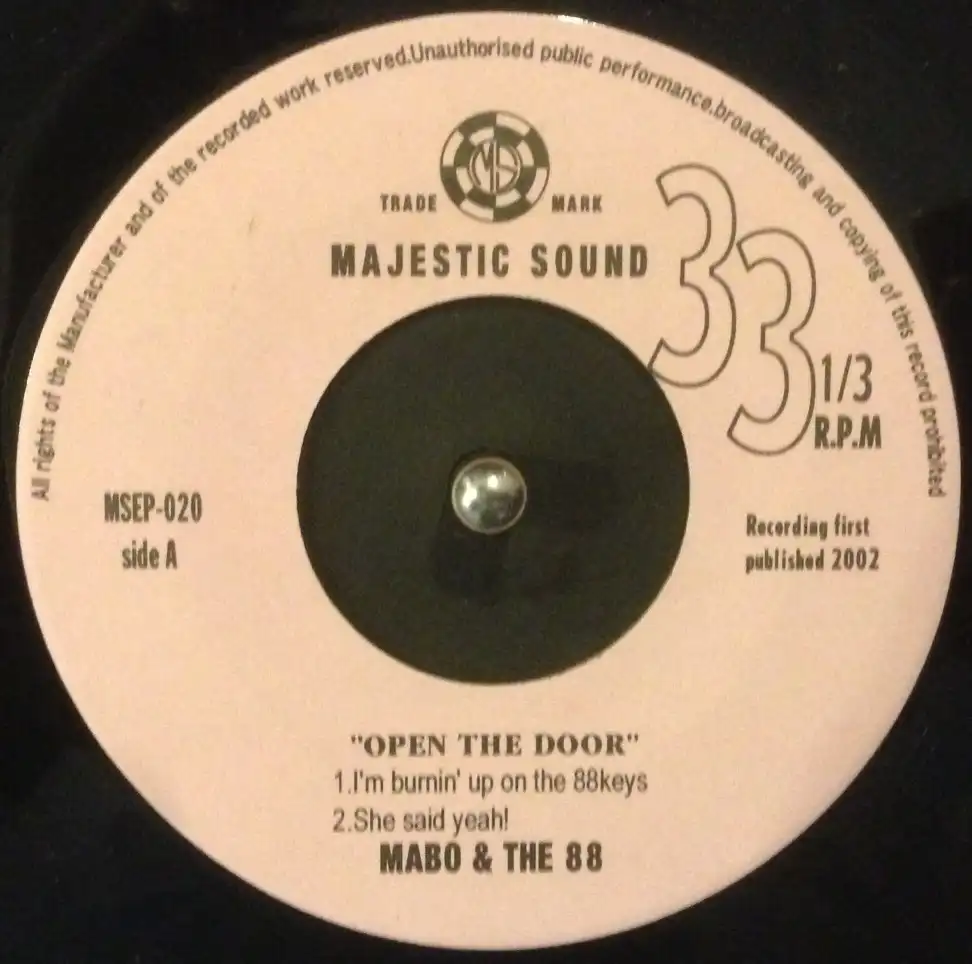 All rights of the Manufacturer and of the recorded work reserved.Unauthorised public performance.broadcasting and copying of this record prohibited
MS
TRADE MARK
MAJESTIC SOUND
33 1/3
R.P.M
MSEP-020
side A
Recording first
published 2002
"OPEN THE DOOR"
1.I'm burnin' up on the 88keys
2.She said yeah!
MABO & THE 88